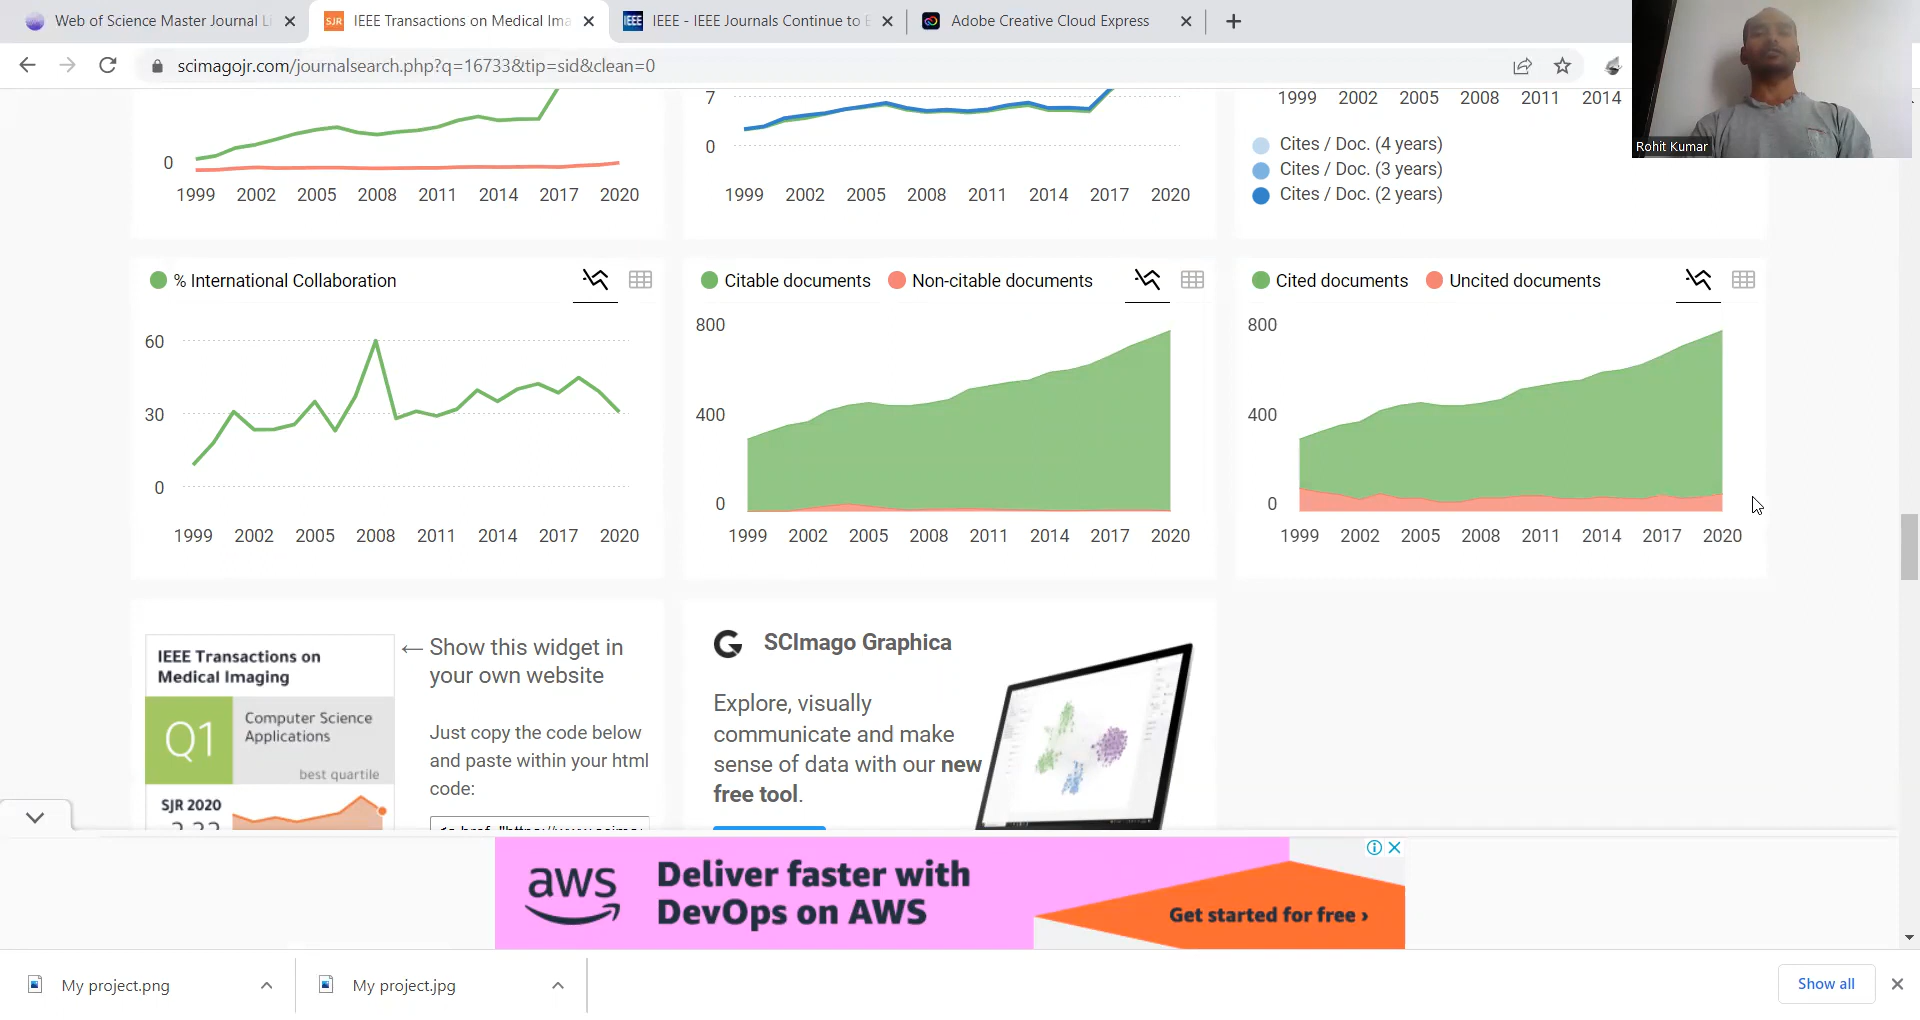 Web of Science Master Journal Li
SJR IEEE Transactions on Medical Ima
IEEE IEEE - IEEE Journals Continue to E
Adobe Creative Cloud Express
scimagojr.com/journalsearch.php?q=16733&tip=sid&clean=0
Rohit Kumar
0
1999 2002 2005 2008 2011 2014 2017 2020
7
0
1999 2002 2005 2008 2011 2014 2017 2020
1999 2002 2005 2008 2011 2014
Cites / Doc. (4 years)
Cites / Doc. (3 years)
Cites / Doc. (2 years)
% International Collaboration
60
30
0
1999 2002 2005 2008 2011 2014 2017 2020
Citable documents Non-citable documents
800
400
0
1999 2002 2005 2008 2011 2014 2017 2020
Cited documents Uncited documents
800
400
0
1999 2002 2005 2008 2011 2014 2017 2020
IEEE Transactions on
Medical Imaging
Q1
Computer Science
Applications
best quartile
SJR 2020
← Show this widget in
your own website
Just copy the code below
and paste within your html
code:
SCImago Graphica
Explore, visually
communicate and make
sense of data with our new
free tool.
aws
Deliver faster with
DevOps on AWS
Get started for free ›
My project.png
My project.jpg
Show all